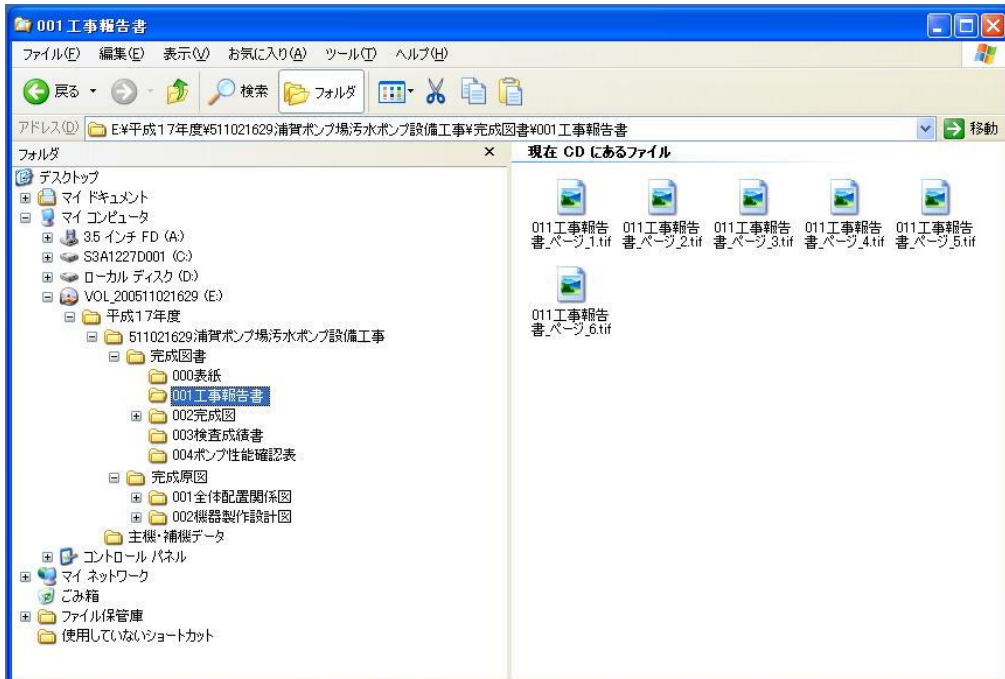 001工事報告書
ファイル(F) 編集(E) 表示(V) お気に入り(A) ツール(T) ヘルプ(H)
戻る 検索 フォルダ
アドレス(D) E:¥平成17年度¥511021629浦賀ポンプ場汚水ポンプ設備工事¥完成図書¥001工事報告書 移動
フォルダ × 現在 CD にあるファイル
デスクトップ
マイ ドキュメント
マイ コンピュータ
3.5 インチ FD (A:)
S3A1227D001 (C:)
ローカル ディスク (D:)
VOL_200511021629 (E:)
平成17年度
511021629浦賀ポンプ場汚水ポンプ設備工事
完成図書
000表紙
001工事報告書
002完成図
003検査成績書
004ポンプ性能確認表
完成原図
001全体配置関係図
002機器製作設計図
主機・補機データ
コントロール パネル
マイ ネットワーク
ごみ箱
ファイル保管庫
使用していないショートカット
011工事報告書_ページ_1.tif
011工事報告書_ページ_2.tif
011工事報告書_ページ_3.tif
011工事報告書_ページ_4.tif
011工事報告書_ページ_5.tif
011工事報告書_ページ_6.tif